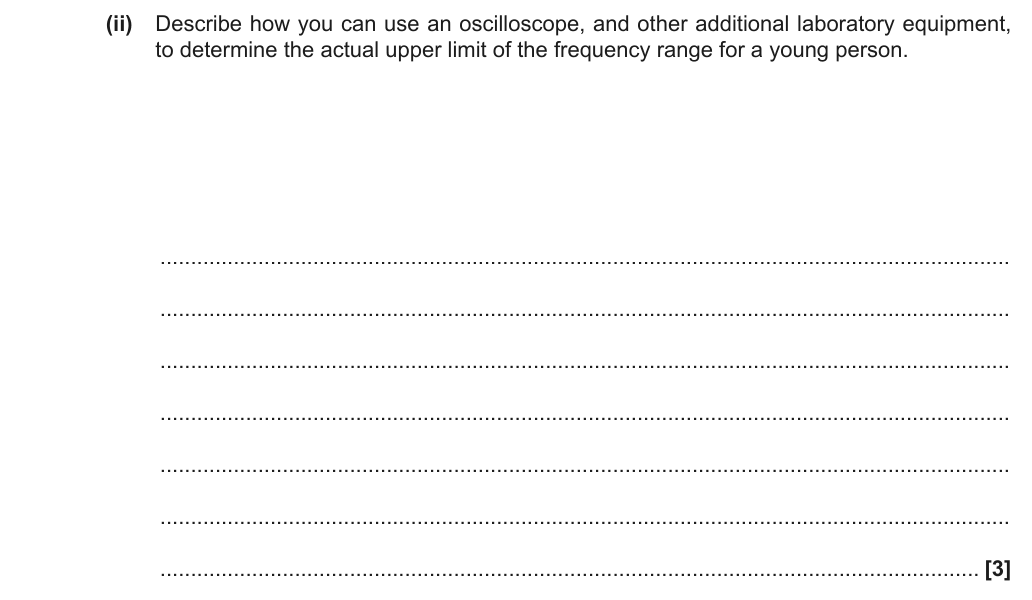 (ii) Describe how you can use an oscilloscope, and other additional laboratory equipment,
to determine the actual upper limit of the frequency range for a young person.
[3]